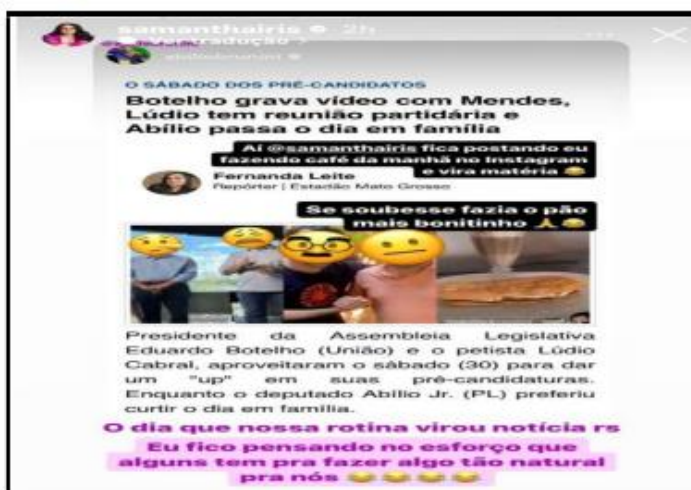 samanthairis 2h
O SÁBADO DOS PRÉ-CANDIDATOS
Botelho grava vídeo com Mendes,
Lúdio tem reunião partidária e
Abílio passa o dia em família
Aí @samanthairis fica postando eu
fazendo café da manhã no Instagram
e vira matéria 😂
Fernanda Leite
Repórter | Estadão Mato Grosso
Se soubesse fazia o pão
mais bonitinho 🙏😂
Presidente da Assembleia Legislativa
Eduardo Botelho (União) e o petista Lúdio
Cabral, aproveitaram o sábado (30) para dar
um "up" em suas pré-candidaturas.
Enquanto o deputado Abílio Jr. (PL) preferiu
curtir o dia em família.
O dia que nossa rotina virou notícia rs
Eu fico pensando no esforço que
alguns tem pra fazer algo tão natural
pra nós 😂😂😂😂